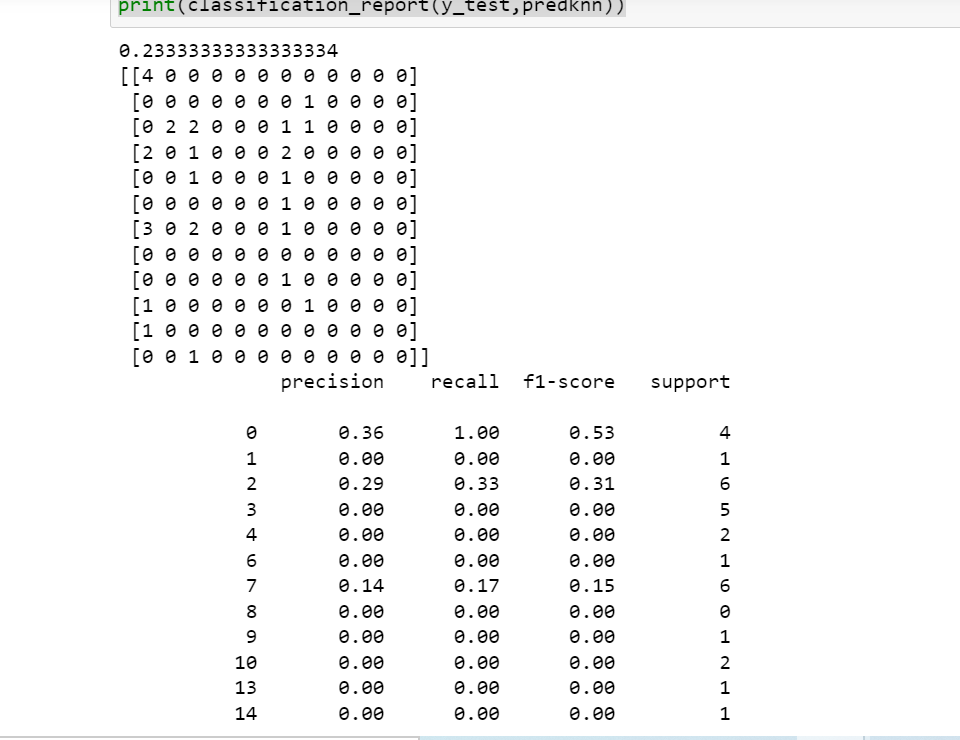 print(classification_report(y_test,predknn))
0.23333333333333334
[[4 0 0 0 0 0 0 0 0 0 0 0]
 [0 0 0 0 0 0 0 1 0 0 0 0]
 [0 2 2 0 0 0 1 1 0 0 0 0]
 [2 0 1 0 0 0 2 0 0 0 0 0]
 [0 0 1 0 0 0 1 0 0 0 0 0]
 [0 0 0 0 0 0 1 0 0 0 0 0]
 [3 0 2 0 0 0 1 0 0 0 0 0]
 [0 0 0 0 0 0 0 0 0 0 0 0]
 [0 0 0 0 0 0 1 0 0 0 0 0]
 [1 0 0 0 0 0 0 1 0 0 0 0]
 [1 0 0 0 0 0 0 0 0 0 0 0]
 [0 0 1 0 0 0 0 0 0 0 0 0]]
              precision    recall  f1-score   support
           0       0.36      1.00      0.53         4
           1       0.00      0.00      0.00         1
           2       0.29      0.33      0.31         6
           3       0.00      0.00      0.00         5
           4       0.00      0.00      0.00         2
           6       0.00      0.00      0.00         1
           7       0.14      0.17      0.15         6
           8       0.00      0.00      0.00         0
           9       0.00      0.00      0.00         1
          10       0.00      0.00      0.00         2
          13       0.00      0.00      0.00         1
          14       0.00      0.00      0.00         1